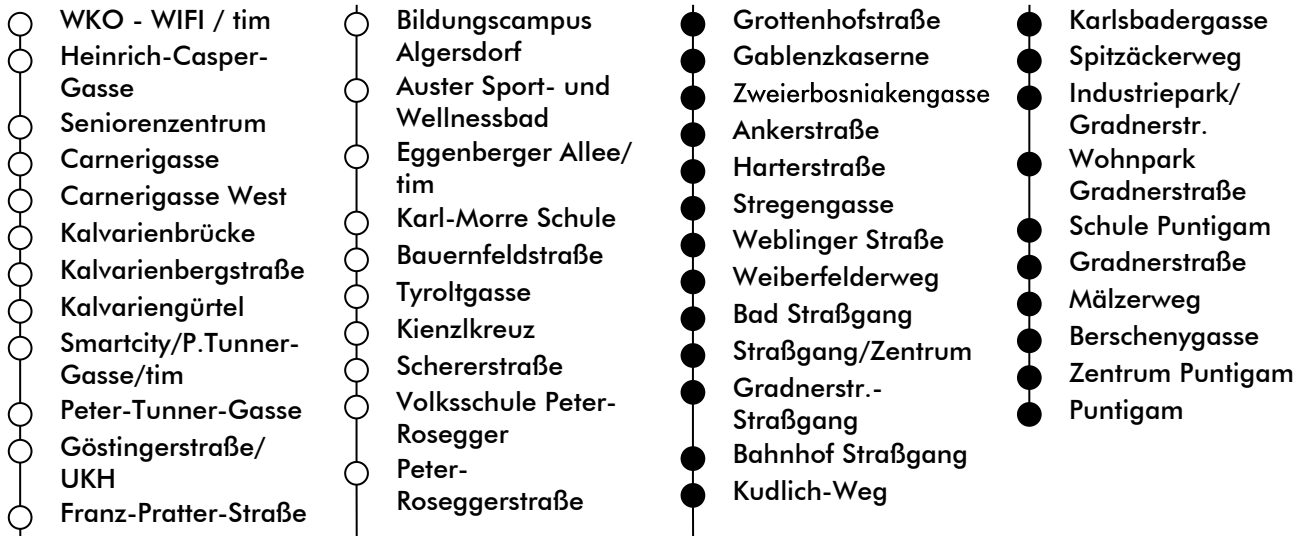 WKO - WIFI / tim
Heinrich-Casper-
Gasse
Seniorenzentrum
Carnerigasse
Carnerigasse West
Kalvarienbrücke
Kalvarienbergstraße
Kalvariengürtel
Smartcity/P.Tunner-
Gasse/tim
Peter-Tunner-Gasse
Göstingerstraße/
UKH
Franz-Pratter-Straße
Bildungscampus
Algersdorf
Auster Sport- und
Wellnessbad
Eggenberger Allee/
tim
Karl-Morre Schule
Bauernfeldstraße
Tyroltgasse
Kienzlkreuz
Schererstraße
Volksschule Peter-
Rosegger
Peter-
Roseggerstraße
Grottenhofstraße
Gablenzkaserne
Zweierbosniakengasse
Ankerstraße
Harterstraße
Stregengasse
Weblinger Straße
Weiberfelderweg
Bad Straßgang
Straßgang/Zentrum
Gradnerstr.-
Straßgang
Bahnhof Straßgang
Kudlich-Weg
Karlsbadergasse
Spitzäckerweg
Industriepark/
Gradnerstr.
Wohnpark
Gradnerstraße
Schule Puntigam
Gradnerstraße
Mälzerweg
Berschenygasse
Zentrum Puntigam
Puntigam